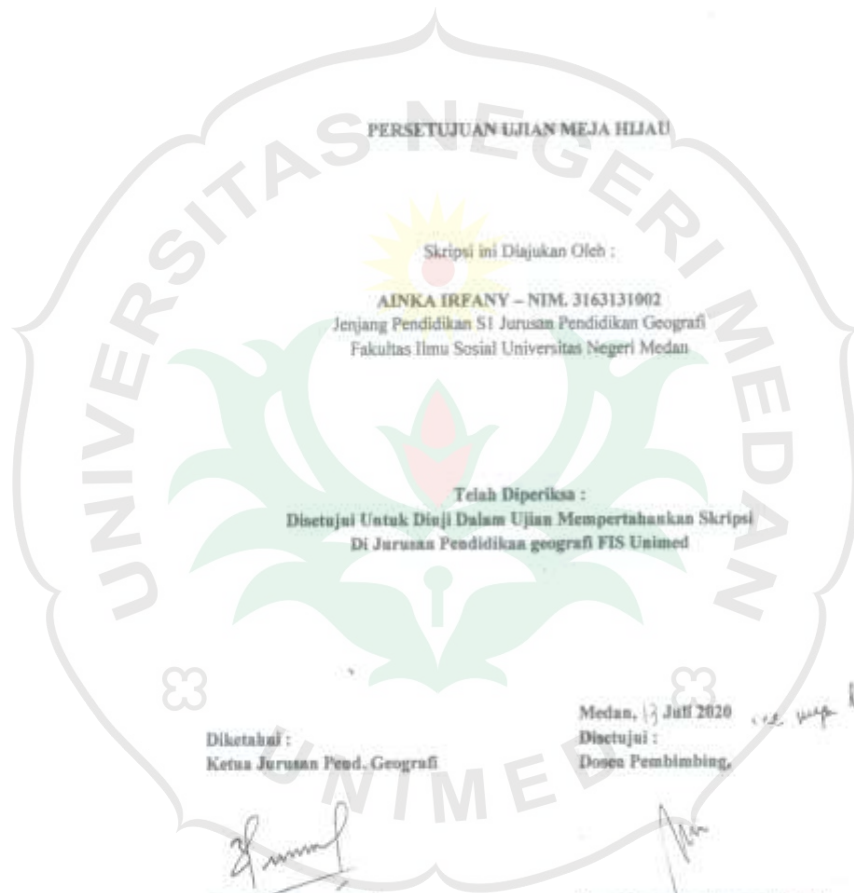 UNIVERSITAS NEGERI MEDAN
PERSETUJUAN UJIAN MEJA HIJAU
Skripsi ini Diajukan Oleh :
AINKA IRFANY – NIM. 3163131002
Jenjang Pendidikan S1 Jurusan Pendidikan Geografi
Fakultas Ilmu Sosial Universitas Negeri Medan
Telah Diperiksa :
Disetujui Untuk Diuji Dalam Ujian Mempertahankan Skripsi
Di Jurusan Pendidikan geografi FIS Unimed
Medan, 13 Juli 2020
Diketahui :
Disetujui :
Ketua Jurusan Pend. Geografi
Dosen Pembimbing,
UNIMED